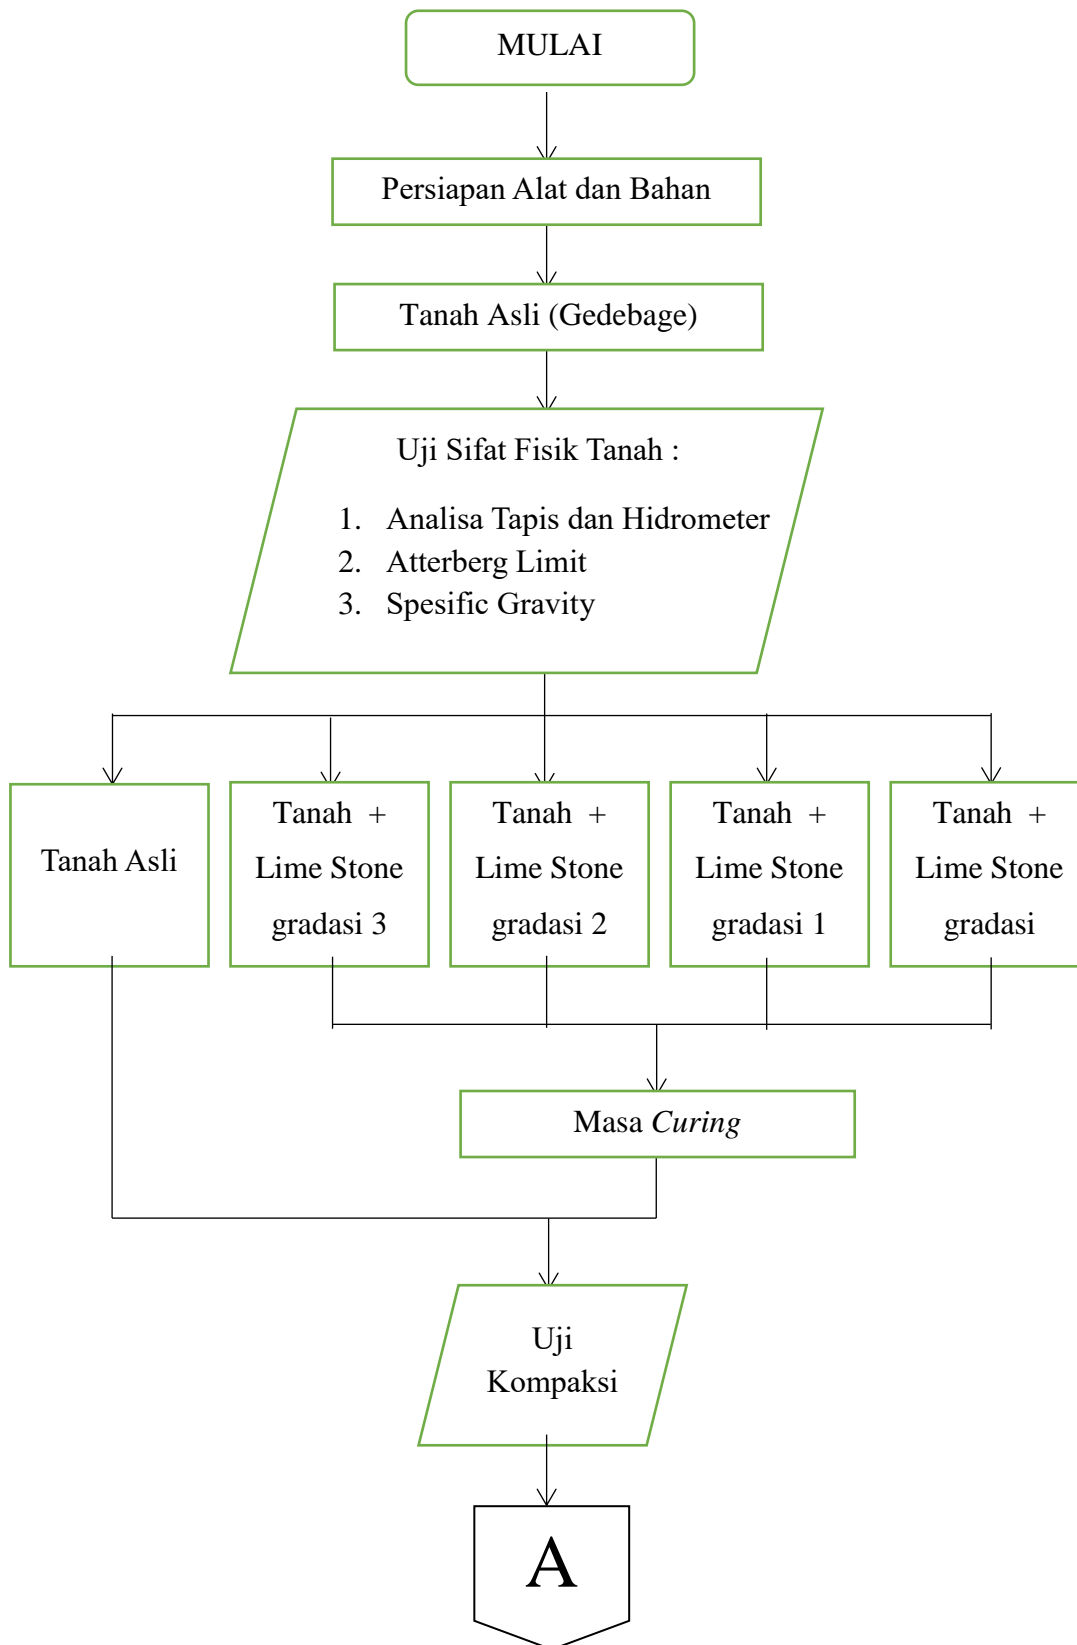 MULAI
Persiapan Alat dan Bahan
Tanah Asli (Gedebage)
Uji Sifat Fisik Tanah :
1. Analisa Tapis dan Hidrometer
2. Atterberg Limit
3. Spesific Gravity
Tanah Asli
Tanah +
Lime Stone
gradasi 3
Tanah +
Lime Stone
gradasi 2
Tanah +
Lime Stone
gradasi 1
Tanah +
Lime Stone
gradasi
Masa Curing
Uji
Kompaksi
A